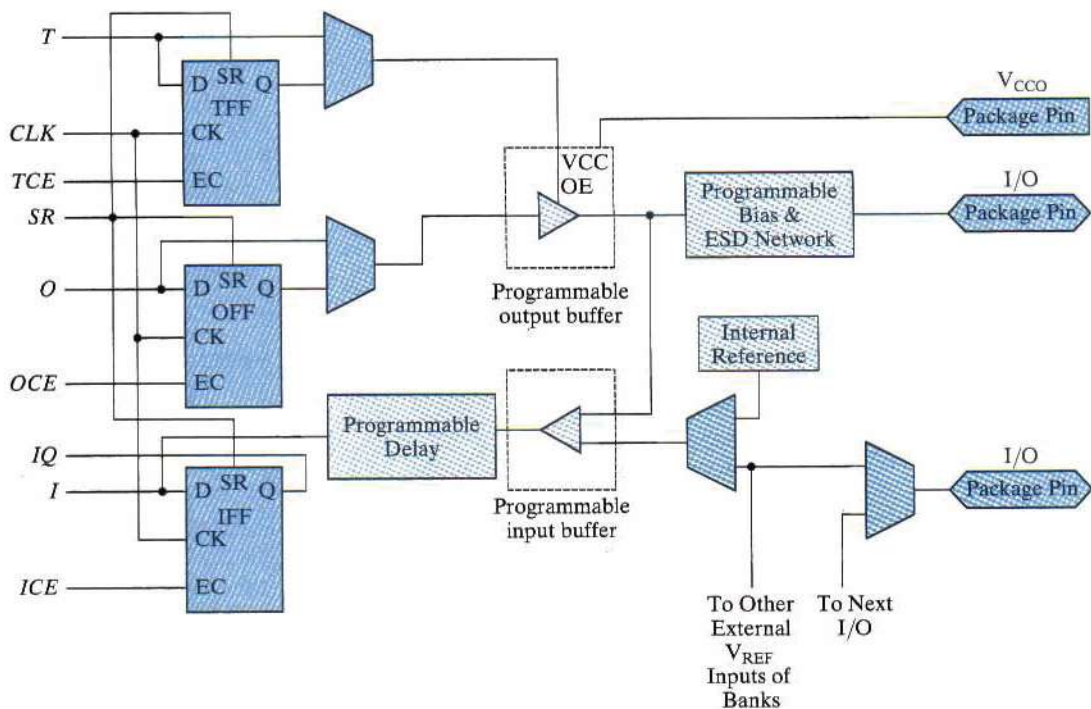 T
D
SR
Q
TFF
CLK
CK
TCE
EC
SR
O
D
SR
Q
OFF
CK
OCE
EC
IQ
I
D
SR
Q
IFF
CK
ICE
EC
VCC
OE
Programmable
output buffer
Programmable
Bias &
ESD Network
V_CCO
Package Pin
I/O
Package Pin
Internal
Reference
Programmable
Delay
Programmable
input buffer
I/O
Package Pin
To Other
External
V_REF
Inputs of
Banks
To Next
I/O